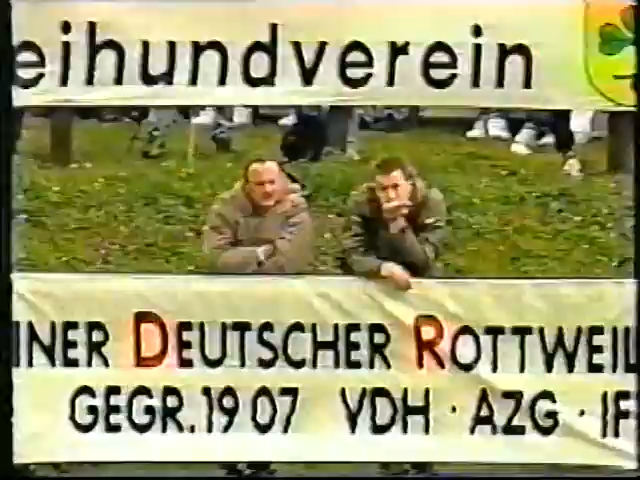 eihundverein
INER DEUTSCHER ROTTWEIL
GEGR. 1907 VDH · AZG · IF